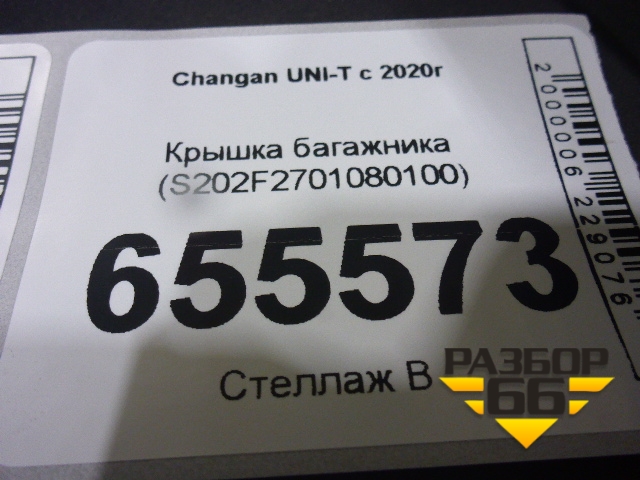 Changan UNI-T с 2020г
Крышка багажника
(S202F2701080100)
655573
Стеллаж В
2000006229076
РАЗБОР
66